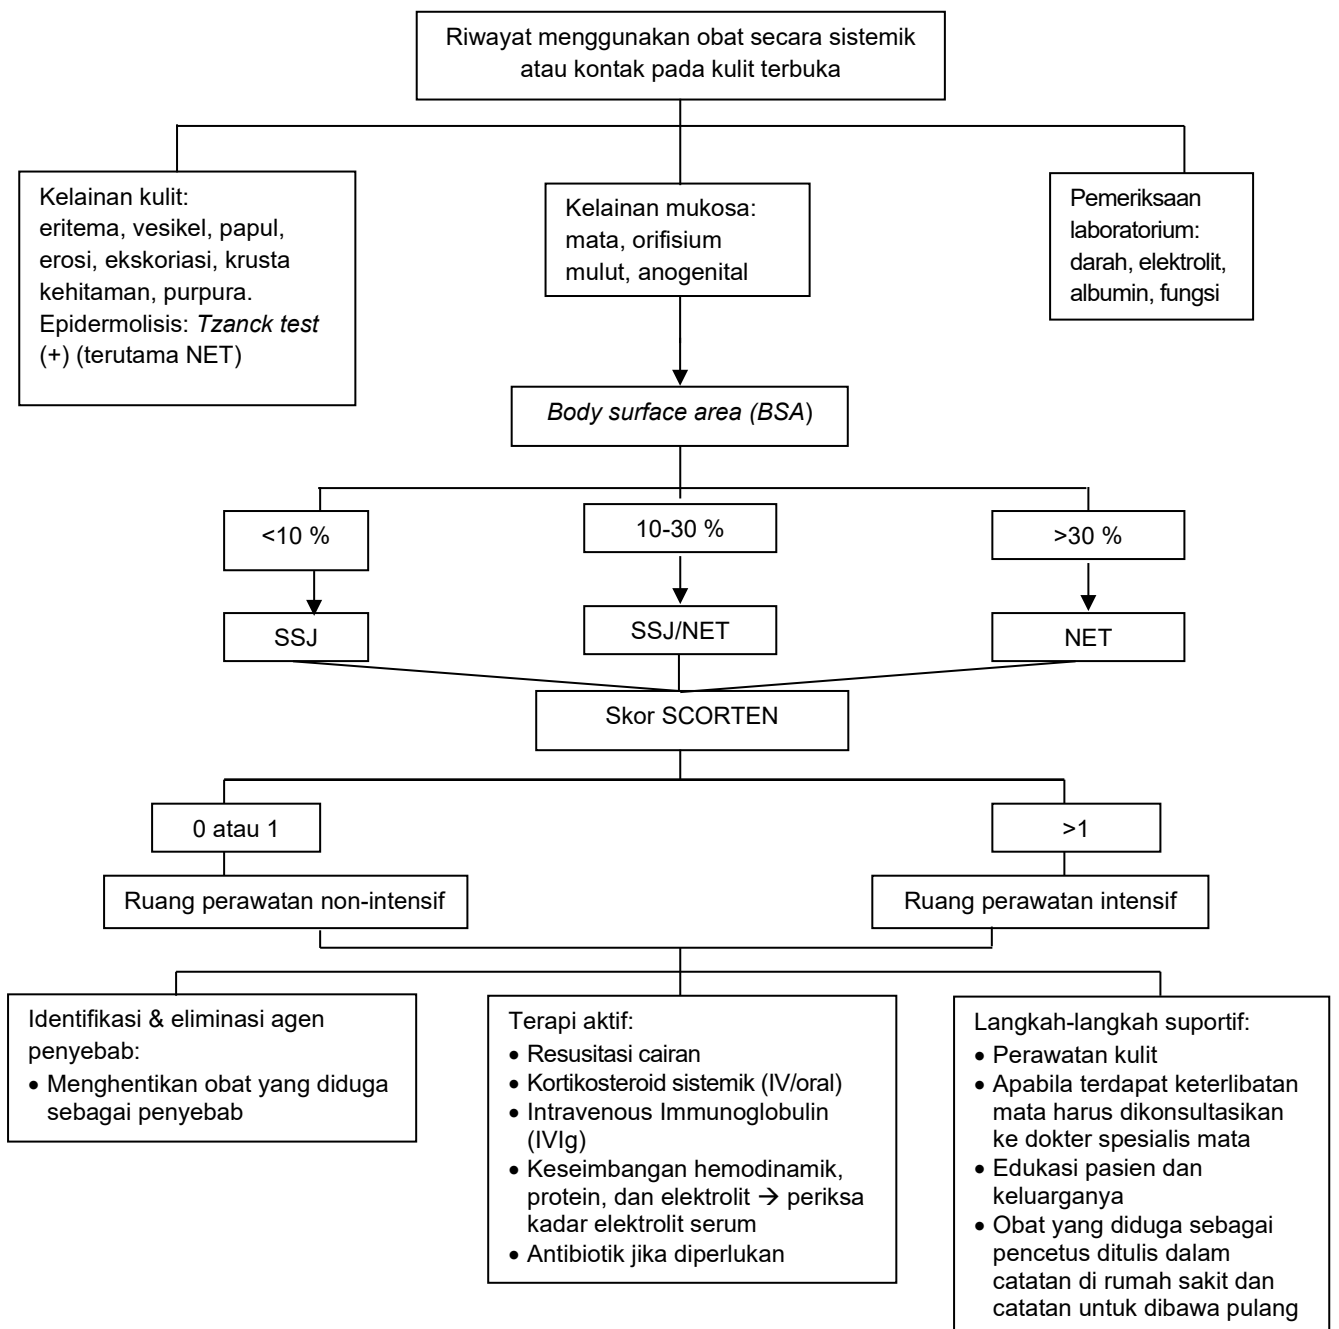 Riwayat menggunakan obat secara sistemik
atau kontak pada kulit terbuka
Kelainan kulit:
eritema, vesikel, papul,
erosi, ekskoriasi, krusta
kehitaman, purpura.
Epidermolisis: Tzanck test
(+) (terutama NET)
Kelainan mukosa:
mata, orifisium
mulut, anogenital
Pemeriksaan
laboratorium:
darah, elektrolit,
albumin, fungsi
Body surface area (BSA)
<10 %
10-30 %
>30 %
SSJ
SSJ/NET
NET
Skor SCORTEN
0 atau 1
>1
Ruang perawatan non-intensif
Ruang perawatan intensif
Identifikasi & eliminasi agen
penyebab:
• Menghentikan obat yang diduga
sebagai penyebab
Terapi aktif:
• Resusitasi cairan
• Kortikosteroid sistemik (IV/oral)
• Intravenous Immunoglobulin
(IVIg)
• Keseimbangan hemodinamik,
protein, dan elektrolit → periksa
kadar elektrolit serum
• Antibiotik jika diperlukan
Langkah-langkah suportif:
• Perawatan kulit
• Apabila terdapat keterlibatan
mata harus dikonsultasikan
ke dokter spesialis mata
• Edukasi pasien dan
keluarganya
• Obat yang diduga sebagai
pencetus ditulis dalam
catatan di rumah sakit dan
catatan untuk dibawa pulang